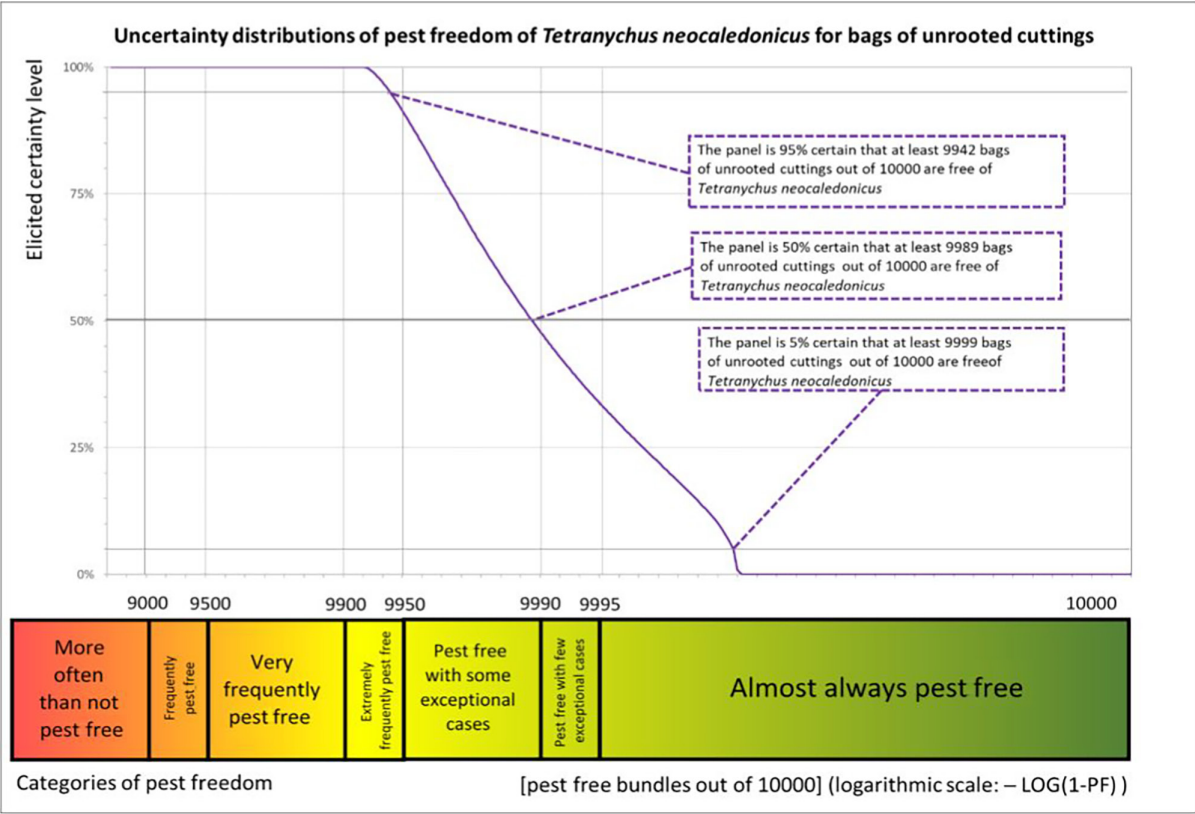 Uncertainty distributions of pest freedom of Tetranychus neocaledonicus for bags of unrooted cuttings
Elicited certainty level
100%
75%
50%
25%
0%
The panel is 95% certain that at least 9942 bags
of unrooted cuttings out of 10000 are free of
Tetranychus neocaledonicus
The panel is 50% certain that at least 9989 bags
of unrooted cuttings out of 10000 are free of
Tetranychus neocaledonicus
The panel is 5% certain that at least 9999 bags
of unrooted cuttings out of 10000 are freeof
Tetranychus neocaledonicus
9000 9500 9900 9950 9990 9995 10000
More
often
than not
pest free
Frequently
pest free
Very
frequently
pest free
Extremely
frequently pest free
Pest free
with some
exceptional
cases
Pest free with few
exceptional cases
Almost always pest free
Categories of pest freedom
[pest free bundles out of 10000] (logarithmic scale: – LOG(1-PF) )